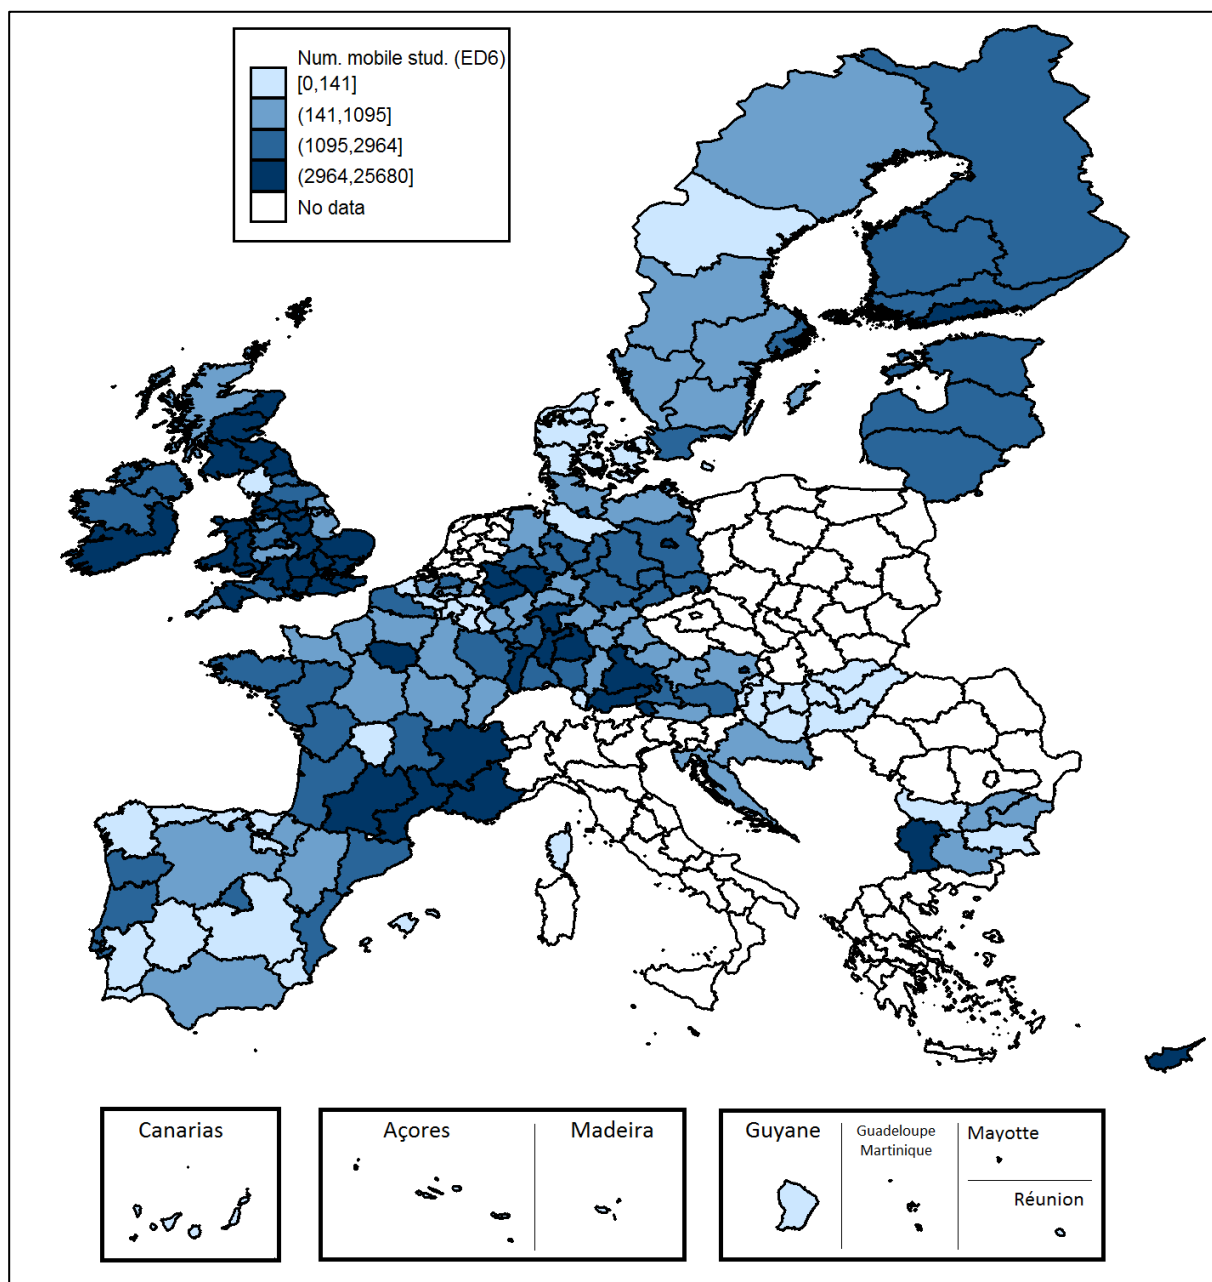 Num. mobile stud. (ED6)
[0,141]
(141,1095]
(1095,2964]
(2964,25680]
No data
Canarias
Açores
Madeira
Guyane
Guadeloupe
Martinique
Mayotte
Réunion